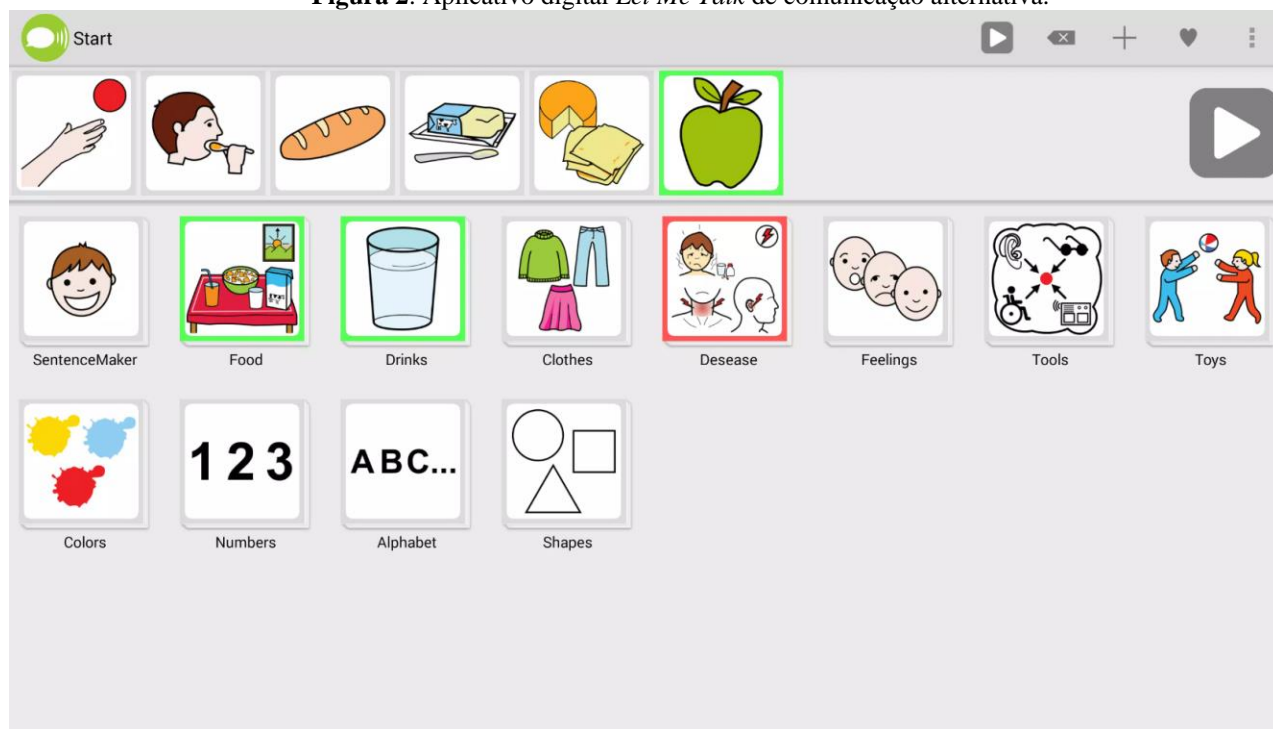 Figura 2. Aplicativo digital Let Me Talk de comunicação alternativa.
Start
SentenceMaker
Food
Drinks
Clothes
Desease
Feelings
Tools
Toys
Colors
1 2 3
Numbers
ABC...
Alphabet
Shapes